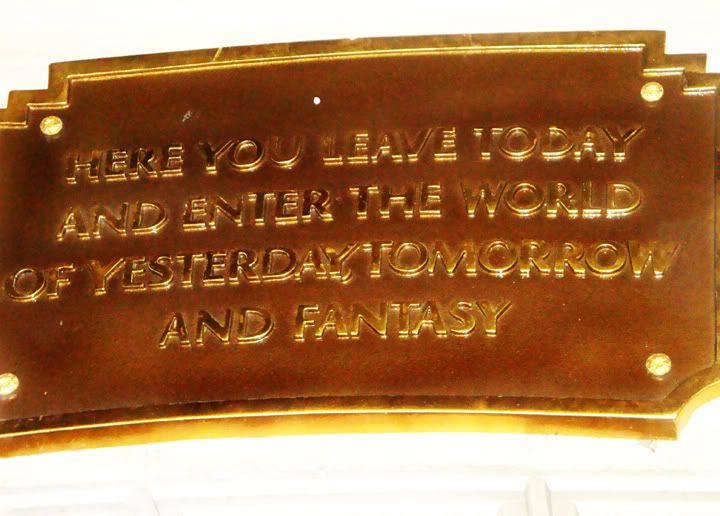 HERE YOU LEAVE TODAY
AND ENTER THE WORLD
OF YESTERDAY, TOMORROW
AND FANTASY